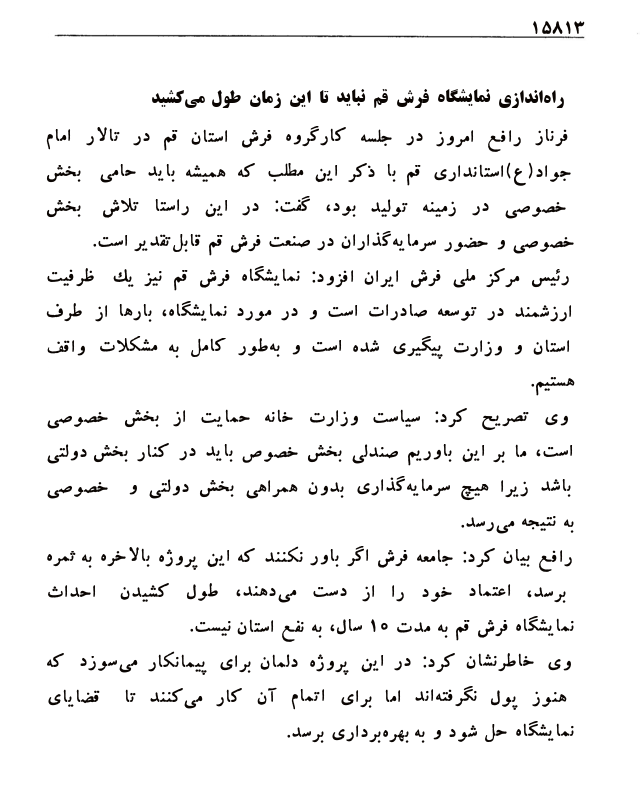 ۱۵۸۱۳
راه‌اندازی نمایشگاه فرش قم نباید تا این زمان طول می‌کشید
فرناز رافع امروز در جلسه کارگروه فرش استان قم در تالار امام
جواد(ع)استانداری قم با ذکر این مطلب که همیشه باید حامی بخش
خصوصی در زمینه تولید بود، گفت: در این راستا تلاش بخش
خصوصی و حضور سرمایه‌گذاران در صنعت فرش قم قابل‌تقدیر است.
رئیس مرکز ملی فرش ایران افزود: نمایشگاه فرش قم نیز یك ظرفیت
ارزشمند در توسعه صادرات است و در مورد نمایشگاه، بارها از طرف
استان و وزارت پیگیری شده است و به‌طور کامل به مشکلات واقف
هستیم.
وی تصریح کرد: سیاست وزارت خانه حمایت از بخش خصوصی
است، ما بر این باوریم صندلی بخش خصوص باید در کنار بخش دولتی
باشد زیرا هیچ سرمایه‌گذاری بدون همراهی بخش دولتی و خصوصی
به نتیجه می‌رسد.
رافع بیان کرد: جامعه فرش اگر باور نکنند که این پروژه بالاخره به ثمره
برسد، اعتماد خود را از دست می‌دهند، طول کشیدن احداث
نمایشگاه فرش قم به مدت ۱۰ سال، به نفع استان نیست.
وی خاطرنشان کرد: در این پروژه دلمان برای پیمانکار می‌سوزد که
هنوز پول نگرفته‌اند اما برای اتمام آن کار می‌کنند تا قضایای
نمایشگاه حل شود و به بهره‌برداری برسد.